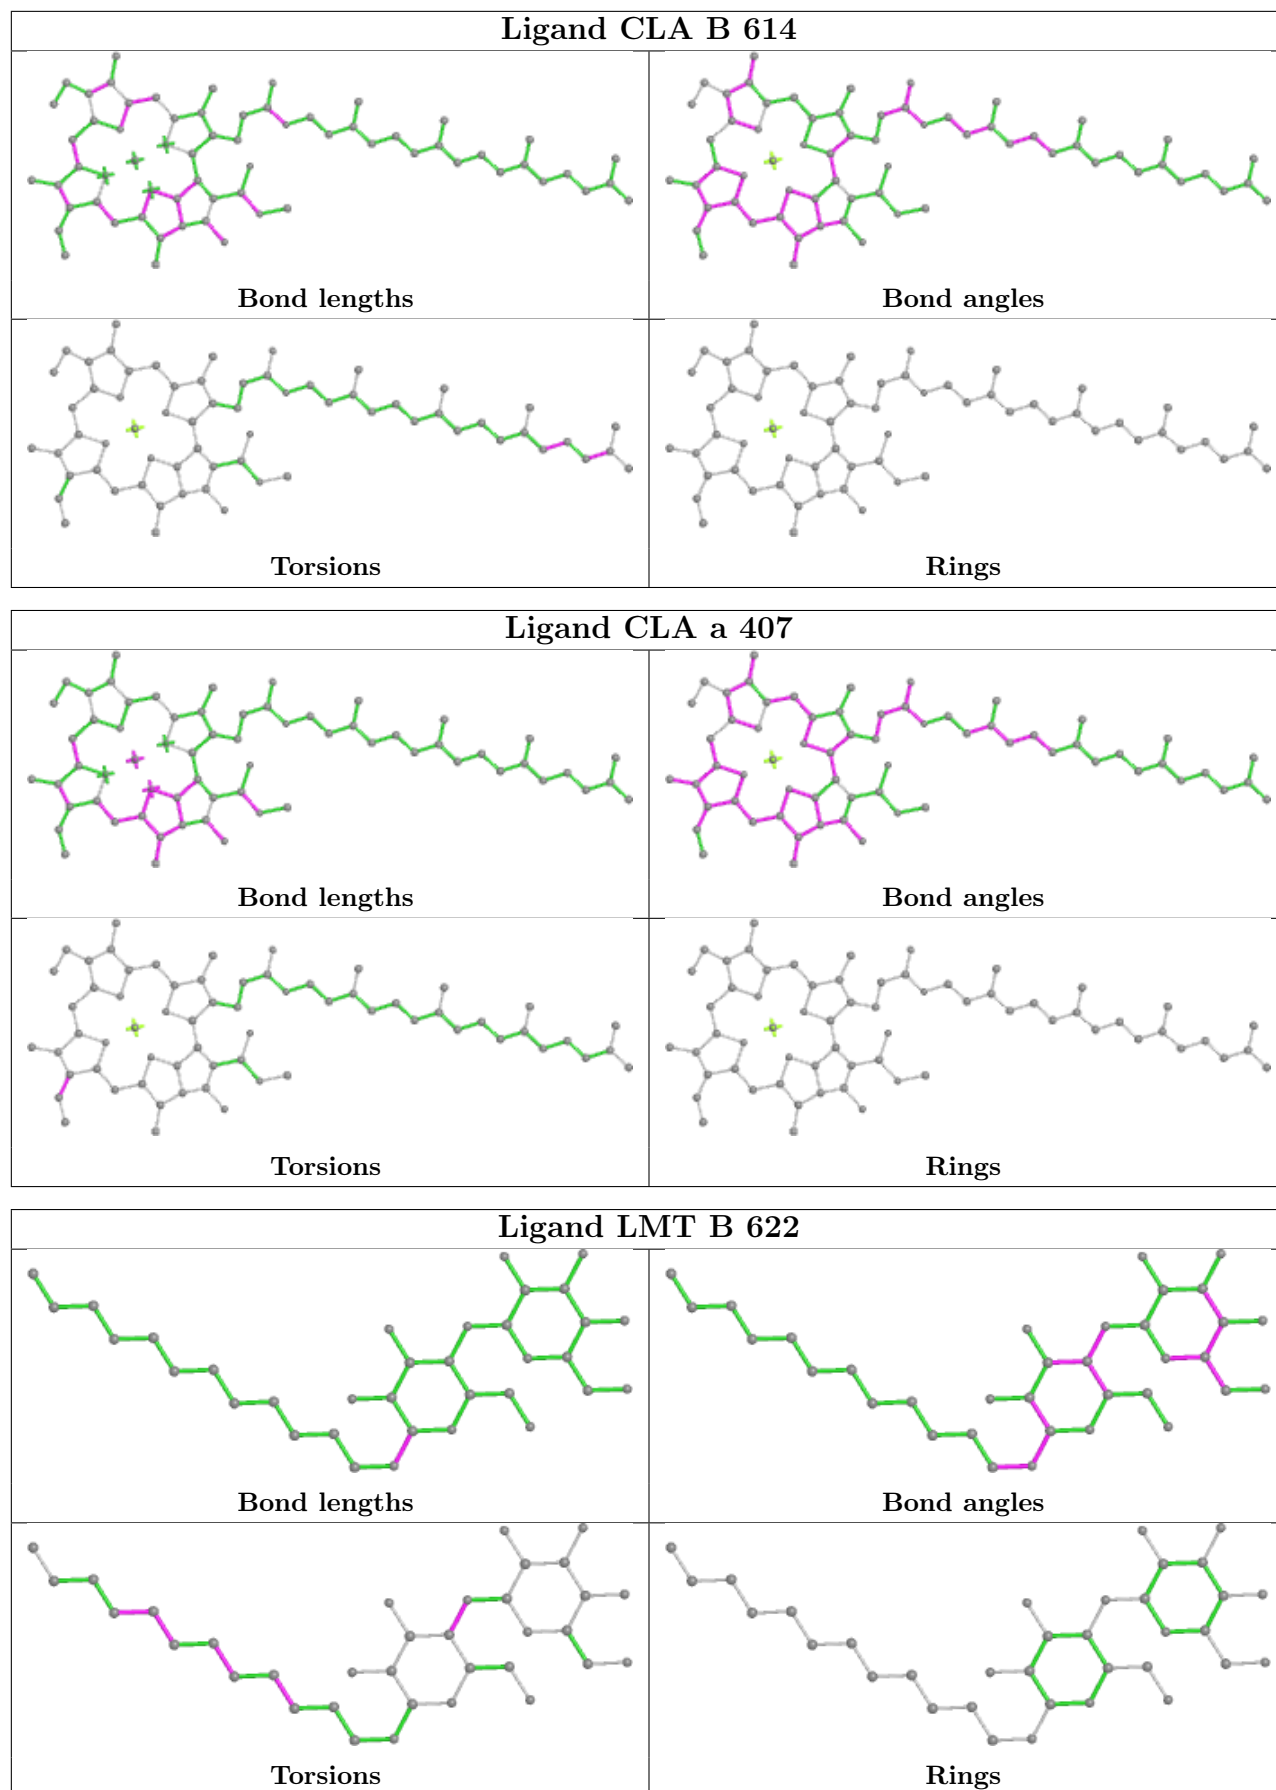 Ligand CLA B 614
Bond lengths
Bond angles
Torsions
Rings
Ligand CLA a 407
Bond lengths
Bond angles
Torsions
Rings
Ligand LMT B 622
Bond lengths
Bond angles
Torsions
Rings